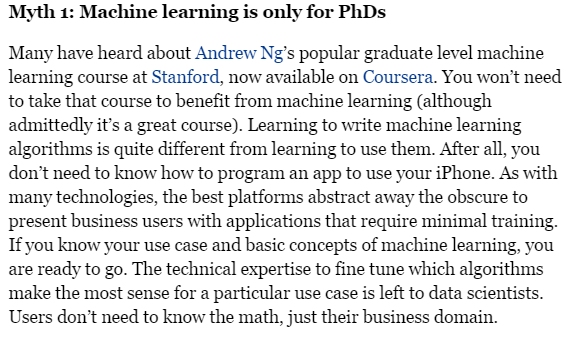 Myth 1: Machine learning is only for PhDs
Many have heard about Andrew Ng’s popular graduate level machine
learning course at Stanford, now available on Coursera. You won’t need
to take that course to benefit from machine learning (although
admittedly it’s a great course). Learning to write machine learning
algorithms is quite different from learning to use them. After all, you
don’t need to know how to program an app to use your iPhone. As with
many technologies, the best platforms abstract away the obscure to
present business users with applications that require minimal training.
If you know your use case and basic concepts of machine learning, you
are ready to go. The technical expertise to fine tune which algorithms
make the most sense for a particular use case is left to data scientists.
Users don’t need to know the math, just their business domain.